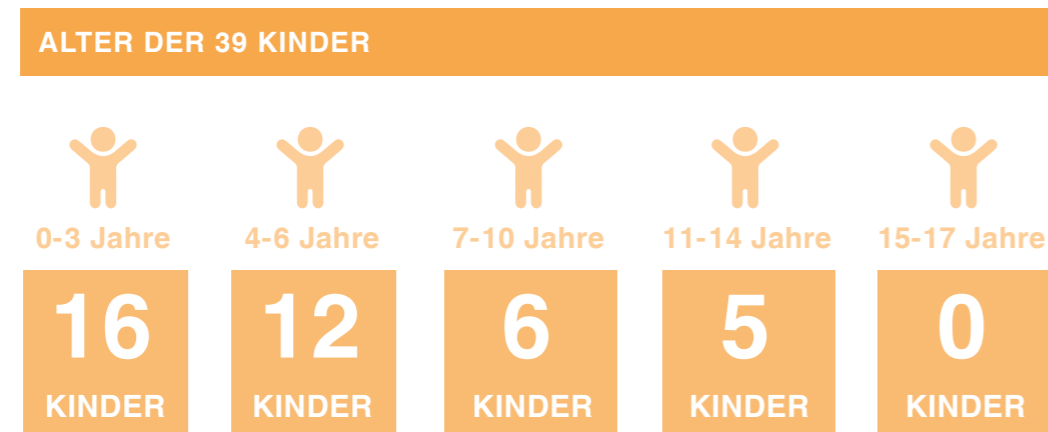 ALTER DER 39 KINDER
0-3 Jahre
16
KINDER
4-6 Jahre
12
KINDER
7-10 Jahre
6
KINDER
11-14 Jahre
5
KINDER
15-17 Jahre
0
KINDER